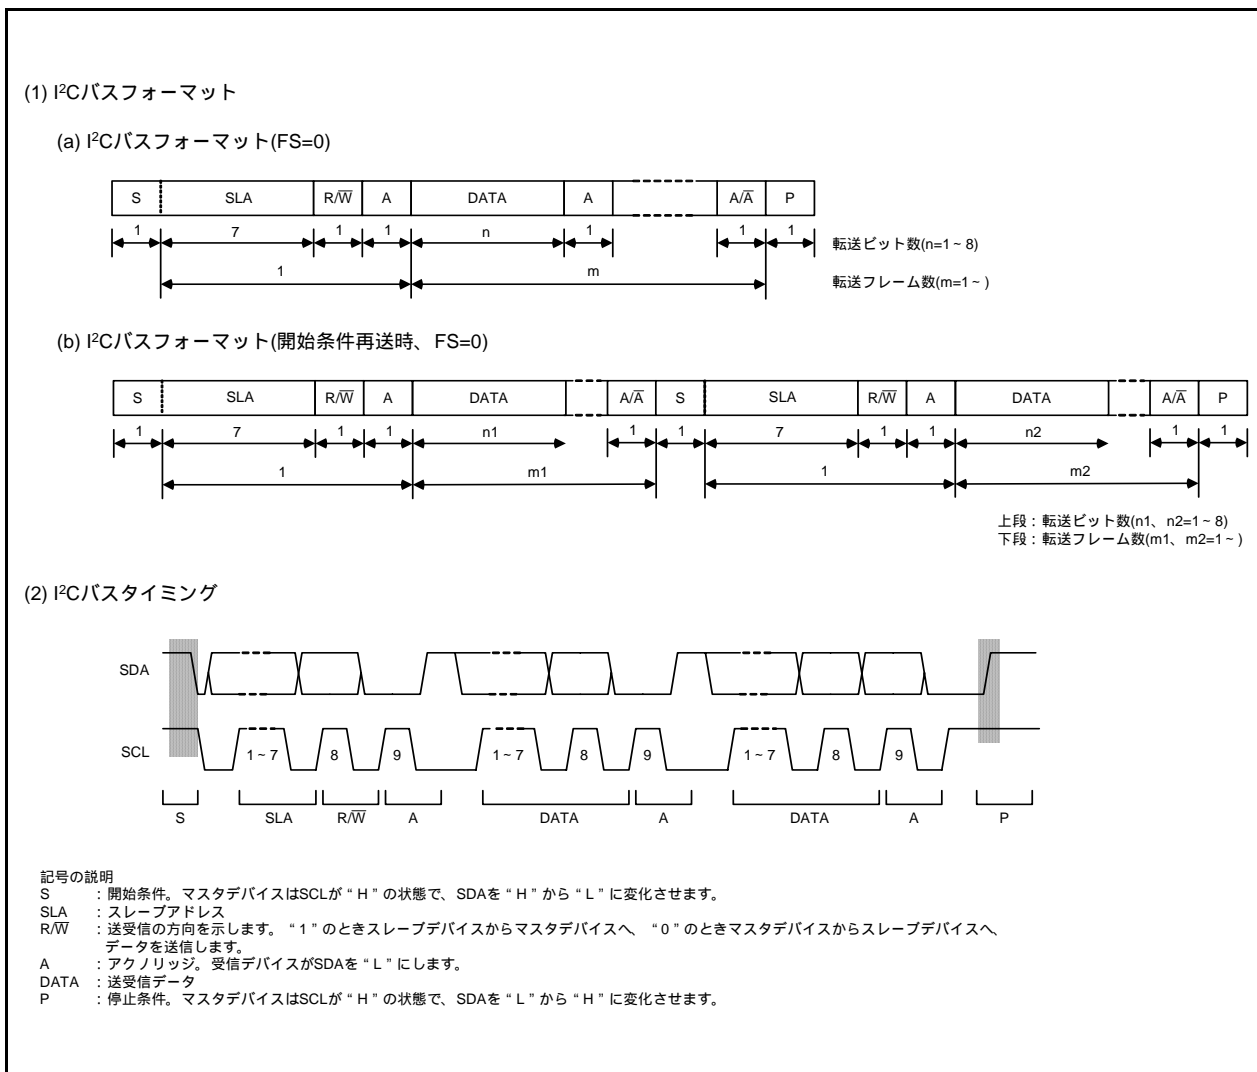 (1) I²Cバスフォーマット
(a) I²Cバスフォーマット(FS=0)
S SLA R/W̅ A DATA A A/A̅ P
1 7 1 1 n 1 1 1
転送ビット数(n=1~8)
1 m
転送フレーム数(m=1~ )
(b) I²Cバスフォーマット(開始条件再送時、FS=0)
S SLA R/W̅ A DATA A/A̅ S SLA R/W̅ A DATA A/A̅ P
1 7 1 1 n1 1 1 7 1 1 n2 1 1
1 m1 1 m2
上段:転送ビット数(n1、n2=1~8)
下段:転送フレーム数(m1、m2=1~ )
(2) I²Cバスタイミング
SDA
SCL 1~7 8 9 1~7 8 9 1~7 8 9
S SLA R/W̅ A DATA A DATA A P
記号の説明
S :開始条件。マスタデバイスはSCLが“H”の状態で、SDAを“H”から“L”に変化させます。
SLA :スレーブアドレス
R/W̅ :送受信の方向を示します。“1”のときスレーブデバイスからマスタデバイスへ、“0”のときマスタデバイスからスレーブデバイスへ、
データを送信します。
A :アクノリッジ。受信デバイスがSDAを“L”にします。
DATA :送受信データ
P :停止条件。マスタデバイスはSCLが“H”の状態で、SDAを“L”から“H”に変化させます。